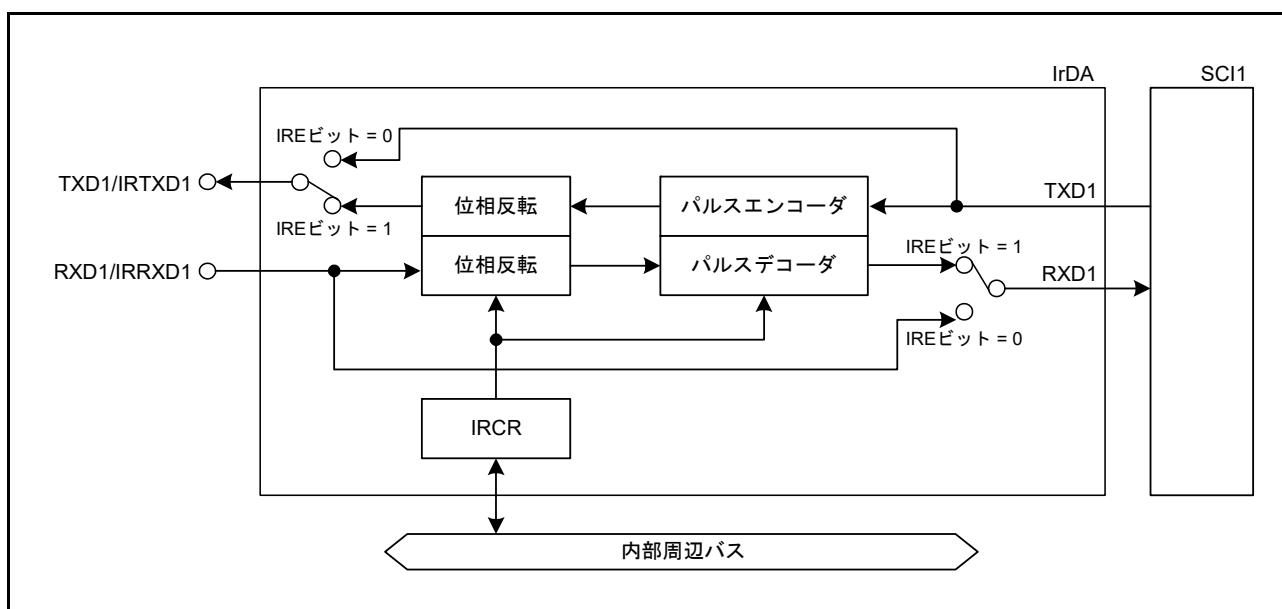 IrDA
SCI1
IREビット = 0
TXD1/IRTXD1
位相反転
パルスエンコーダ
TXD1
IREビット = 1
RXD1/IRRXD1
位相反転
パルスデコーダ
IREビット = 1
RXD1
IREビット = 0
IRCR
内部周辺バス